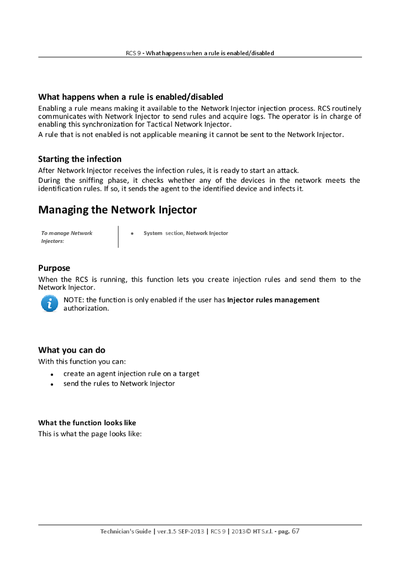 RCS 9 - What happens when a rule is enabled/disabled
What happens when a rule is enabled/disabled
Enabling a rule means making it available to the Network Injector injection process. RCS routinely
communicates with Network Injector to send rules and acquire logs. The operator is in charge of
enabling this synchronization for Tactical Network Injector.
A rule that is not enabled is not applicable meaning it cannot be sent to the Network Injector.
Starting the infection
After Network Injector receives the infection rules, it is ready to start an attack.
During the sniffing phase, it checks whether any of the devices in the network meets the
identification rules. If so, it sends the agent to the identified device and infects it.
Managing the Network Injector
To manage Network
Injectors:
• System section, Network Injector
Purpose
When the RCS is running, this function lets you create injection rules and send them to the
Network Injector.
NOTE: the function is only enabled if the user has Injector rules management
authorization.
What you can do
With this function you can:
• create an agent injection rule on a target
• send the rules to Network Injector
What the function looks like
This is what the page looks like:
Technician's Guide | ver.1.5 SEP-2013 | RCS 9 | 2013© HT S.r.l. - pag. 67